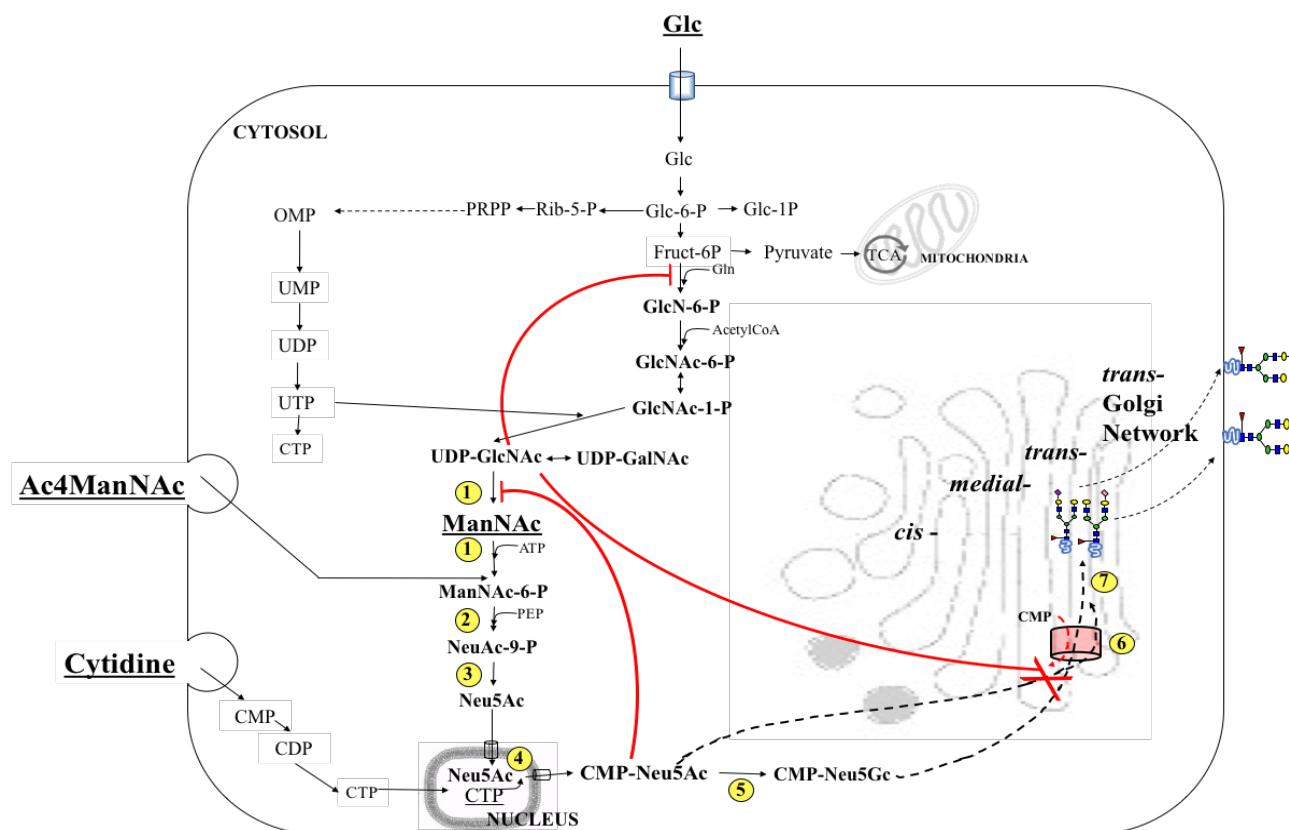 Glc
CYTOSOL
Glc
OMP
PRPP
Rib-5-P
Glc-6-P
Glc-1P
Fruct-6P
Pyruvate
TCA
MITOCHONDRIA
Gln
UMP
GlcN-6-P
AcetylCoA
UDP
GlcNAc-6-P
trans-
Golgi
Network
UTP
GlcNAc-1-P
CTP
UDP-GlcNAc
UDP-GalNAc
trans-
medial-
cis -
Ac4ManNAc
1
ManNAc
1
ATP
ManNAc-6-P
7
2
PEP
CMP
6
NeuAc-9-P
Cytidine
3
Neu5Ac
CMP
CDP
4
Neu5Ac
CTP
CTP
NUCLEUS
CMP-Neu5Ac
5
CMP-Neu5Gc